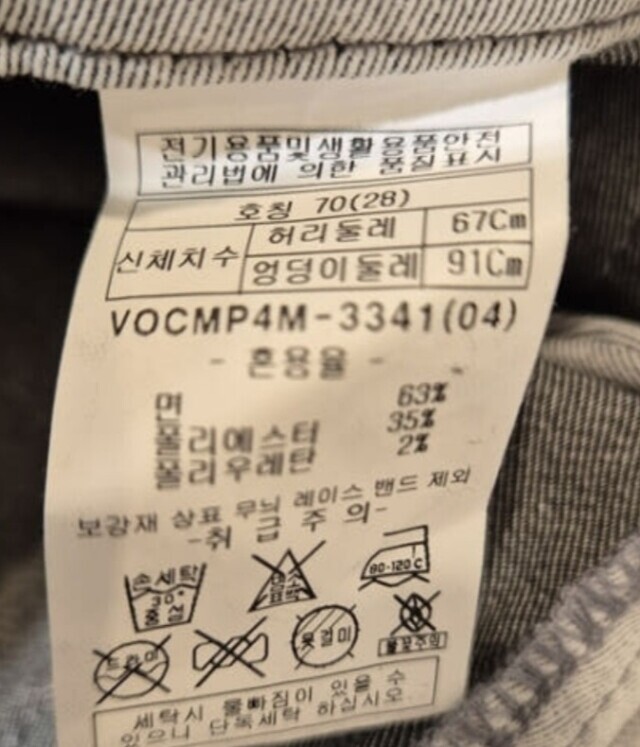 전기용품및생활용품안전
관리법에 의한 품질표시
호칭 70(28)
신체치수 허리둘레 67Cm
엉덩이둘레 91Cm
VOCMP4M-3341(04)
- 혼용율 -
면 63%
폴리에스터 35%
폴리우레탄 2%
보강재 상표 무늬 레이스 밴드 제외
-취급주의-
손세탁 30° 중성
염소 표백
80-120℃
드라이
옷걸이
불꽃주의
세탁시 물빠짐이 있을 수
있으니 단독세탁 하십시오